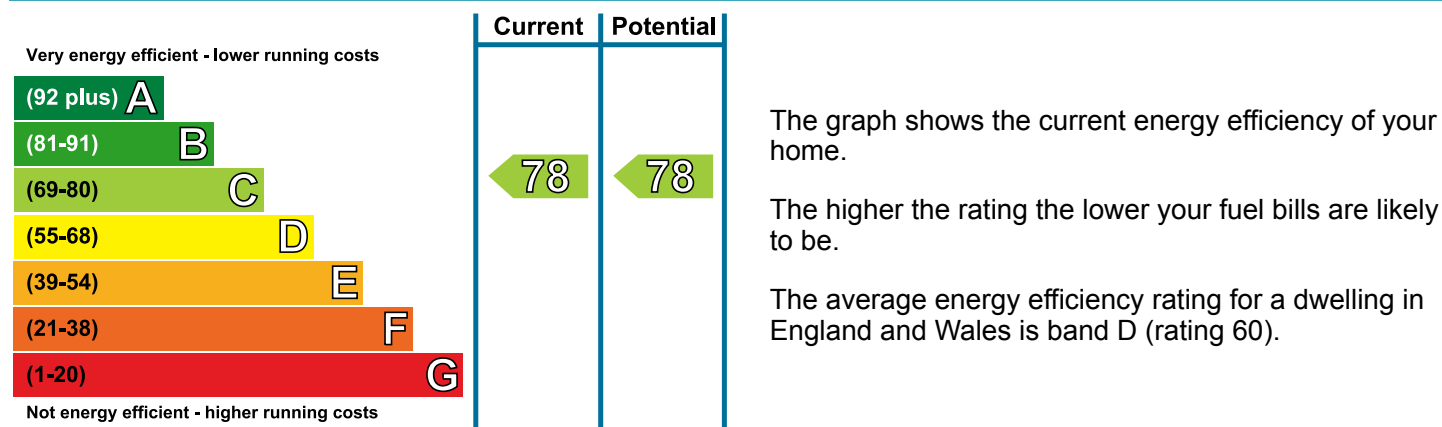 Current Potential
Very energy efficient - lower running costs
(92 plus) A
(81-91) B
(69-80) C
(55-68) D
(39-54) E
(21-38) F
(1-20) G
Not energy efficient - higher running costs
78 78
The graph shows the current energy efficiency of your
home.
The higher the rating the lower your fuel bills are likely
to be.
The average energy efficiency rating for a dwelling in
England and Wales is band D (rating 60).